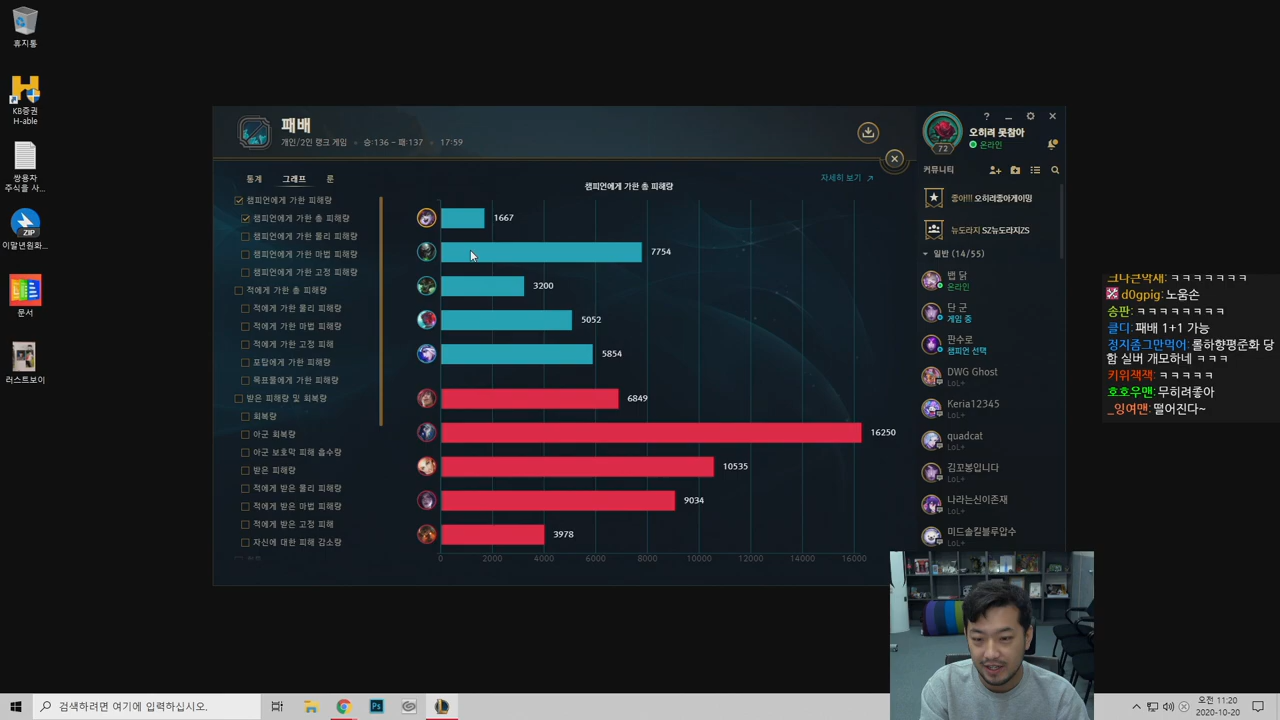 휴지통
KB증권
H-able
쌍용자
주식을 사...
ZIP
이말년원화...
문서
러스트보이
패배
개인/2인 랭크 게임 • 승:136 – 패:137 • 17:59
통계
그래프
룬
자세히 보기
챔피언에게 가한 피해량
챔피언에게 가한 총 피해량
챔피언에게 가한 물리 피해량
챔피언에게 가한 마법 피해량
챔피언에게 가한 고정 피해량
적에게 가한 총 피해량
적에게 가한 물리 피해량
적에게 가한 마법 피해량
적에게 가한 고정 피해
포탑에게 가한 피해량
목표물에 가한 피해량
받은 피해량 및 회복량
회복량
아군 회복량
아군 보호막 피해 흡수량
받은 피해량
적에게 받은 물리 피해량
적에게 받은 마법 피해량
적에게 받은 고정 피해
자신에 대한 피해 감소량
챔피언에게 가한 총 피해량
1667
7754
3200
5052
5854
6849
16250
10535
9034
3978
0 2000 4000 6000 8000 10000 12000 14000 16000
72
오히려 못참아
온라인
커뮤니티
좋아!!! 오히려좋아게이밍
뉴도라지 SZ뉴도라지ZS
일반 (14/55)
뱁 닭
온라인
단 군
게임 중
판수로
챔피언 선택
DWG Ghost
LoL+
Keria12345
LoL+
quadcat
LoL+
김꼬봉입니다
LoL+
나라는신이존재
LoL+
미드솔킬블루압수
ㅋㅋㅋㅋㅋㅋㅋ
d0gpig: 노움손
송판: ㅋㅋㅋㅋㅋㅋㅋㅋ
클디: 패배 1+1 가능
정지좀그만먹어: 롤하향평준화 당
함 실버 개모하네 ㅋㅋㅋ
키위잭잭: ㅋㅋㅋㅋㅋ
호호우맨: 무히려좋아
_잉여맨: 떨어진다~
검색하려면 여기에 입력하십시오.
Ps
오전 11:20
2020-10-20